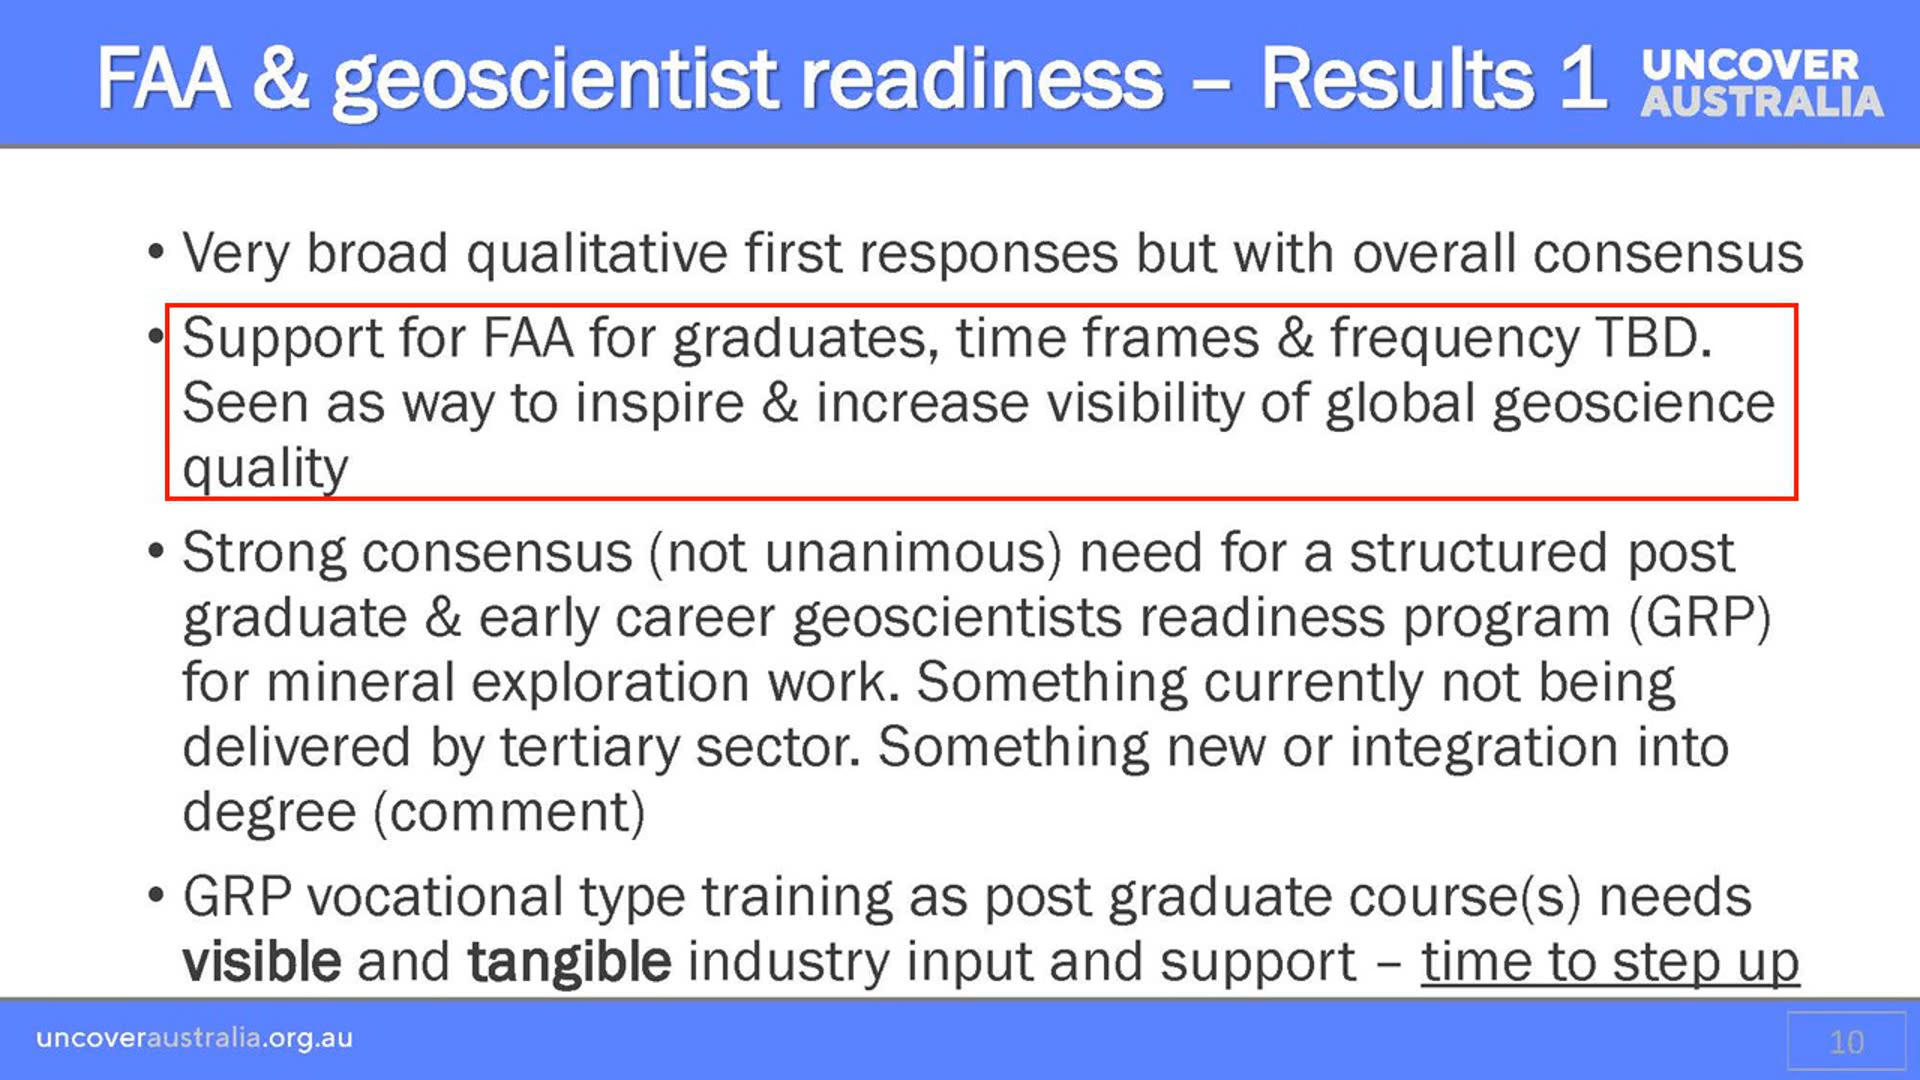 FAA & geoscientist readiness – Results 1
UNCOVER
AUSTRALIA
• Very broad qualitative first responses but with overall consensus
• Support for FAA for graduates, time frames & frequency TBD.
Seen as way to inspire & increase visibility of global geoscience
quality
• Strong consensus (not unanimous) need for a structured post
graduate & early career geoscientists readiness program (GRP)
for mineral exploration work. Something currently not being
delivered by tertiary sector. Something new or integration into
degree (comment)
• GRP vocational type training as post graduate course(s) needs
visible and tangible industry input and support – time to step up
uncoveraustralia.org.au
10